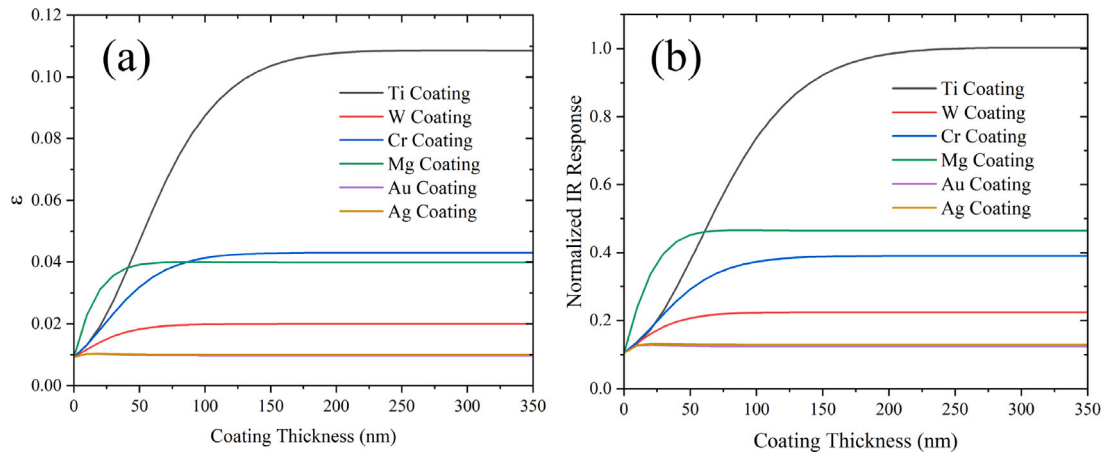 (a)
0.12
0.10
0.08
0.06
0.04
0.02
0.00
ε
Ti Coating
W Coating
Cr Coating
Mg Coating
Au Coating
Ag Coating
0 50 100 150 200 250 300 350
Coating Thickness (nm)
(b)
1.0
0.8
0.6
0.4
0.2
0.0
Normalized IR Response
Ti Coating
W Coating
Cr Coating
Mg Coating
Au Coating
Ag Coating
0 50 100 150 200 250 300 350
Coating Thickness (nm)